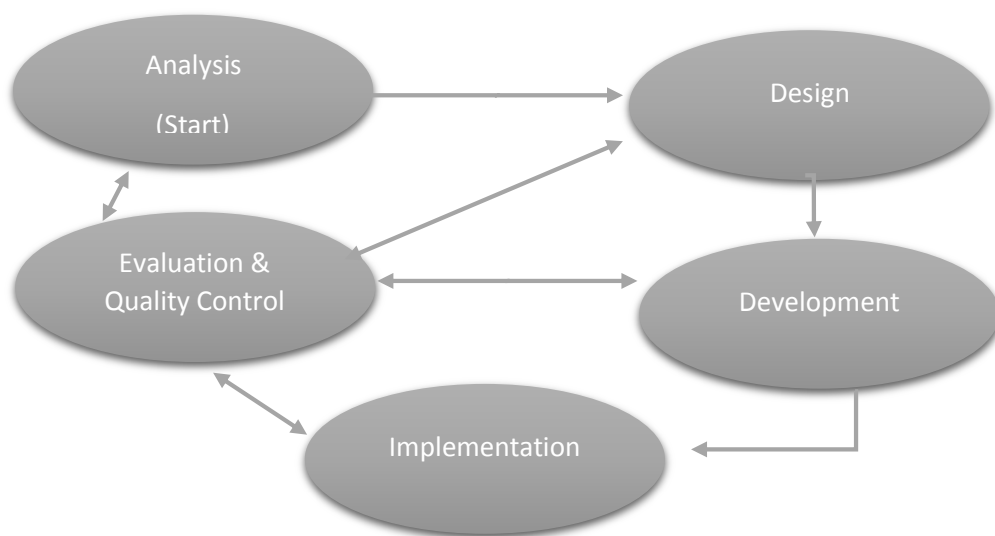 Analysis
(Start)
Design
Evaluation &
Quality Control
Development
Implementation